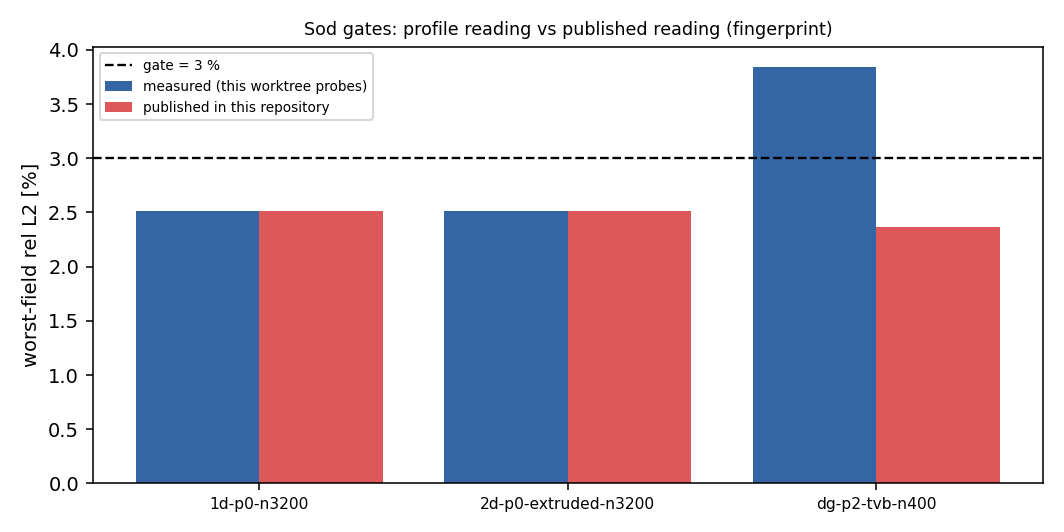 Sod gates: profile reading vs published reading (fingerprint)
gate = 3 %
measured (this worktree probes)
published in this repository
worst-field rel L2 [%]
4.0
3.5
3.0
2.5
2.0
1.5
1.0
0.5
0.0
1d-p0-n3200
2d-p0-extruded-n3200
dg-p2-tvb-n400